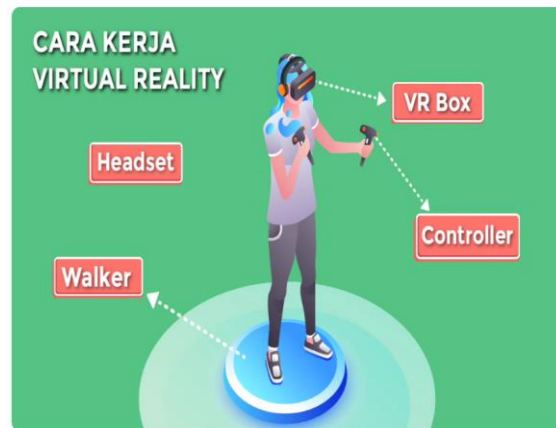 CARA KERJA
VIRTUAL REALITY
VR Box
Headset
Controller
Walker